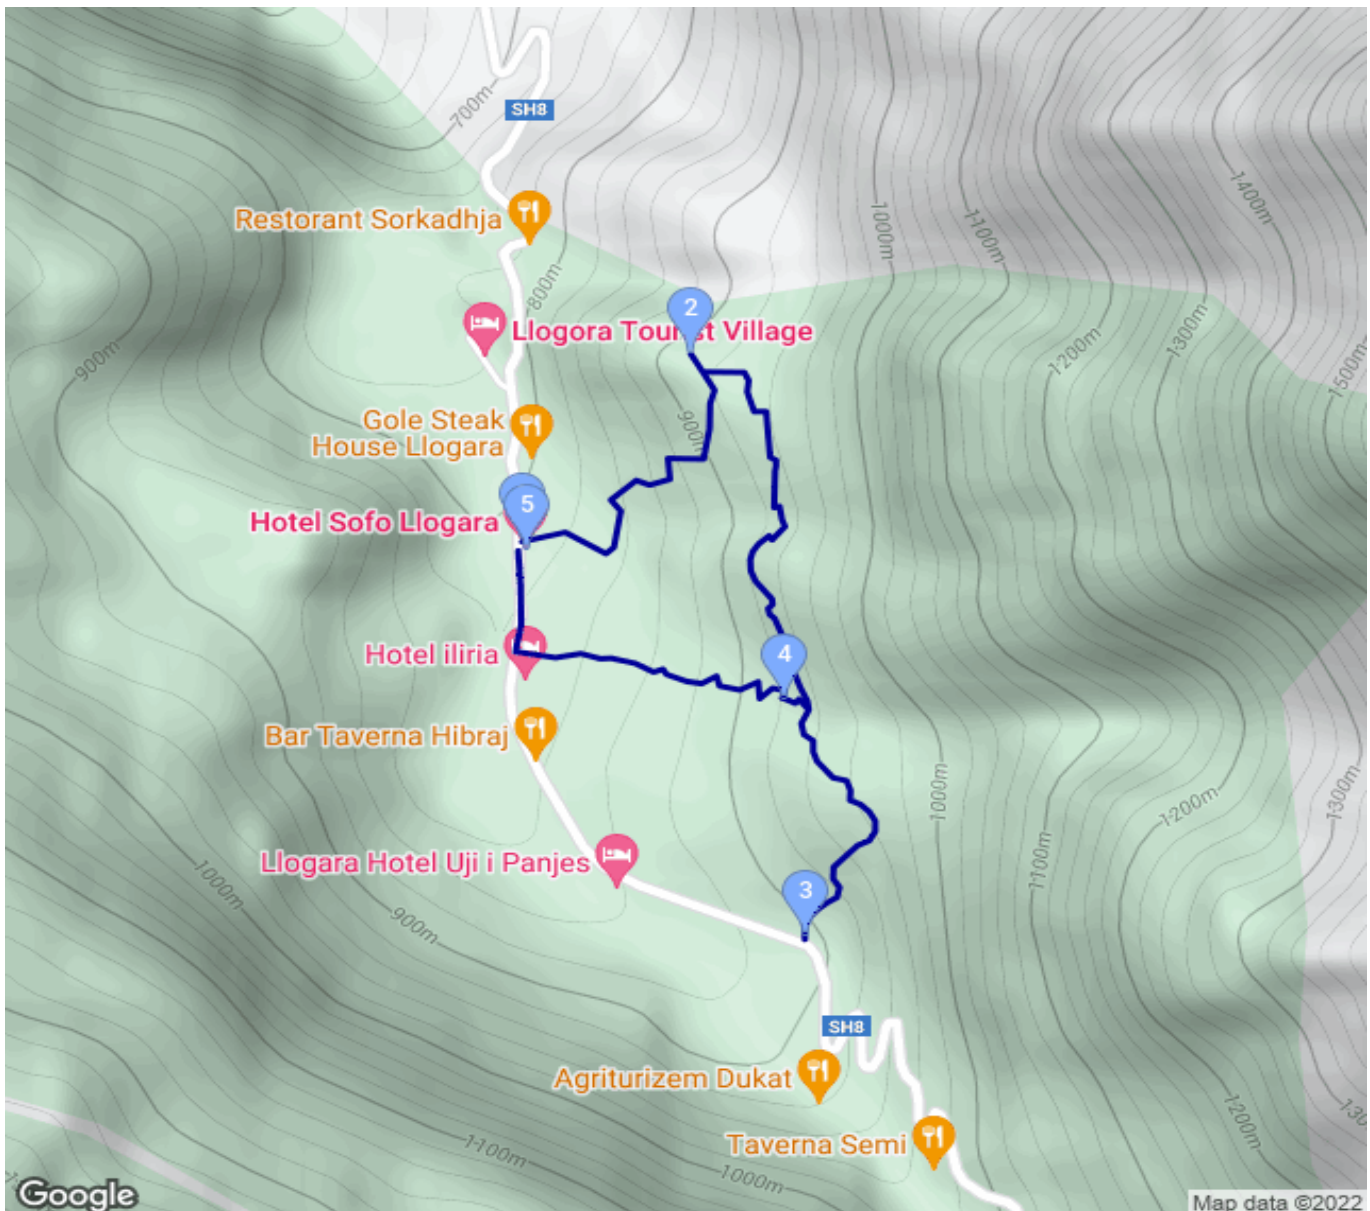 SH8
700m
Restorant Sorkadhja
800m
1000m
1100m
1400m
2
Llogora Tourist Village
900m
1200m
1300m
1500m
Gole Steak
House Llogara
900m
5
Hotel Sofo Llogara
Hotel iliria
4
Bar Taverna Hibraj
1000m
1200m
1300m
Llogara Hotel Uji i Panjes
1000m
900m
1100m
3
SH8
Agriturizem Dukat
Taverna Semi
1100m
1000m
1200m
Google
Map data ©2022